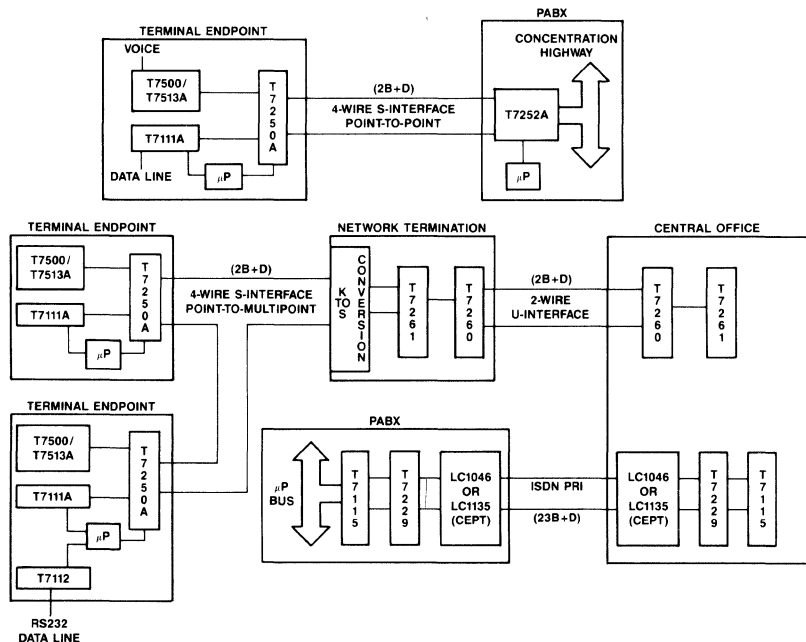 TERMINAL ENDPOINT
VOICE
T7500/
T7513A
T7111A
DATA LINE
μP
T7250A
(2B+D)
4-WIRE S-INTERFACE
POINT-TO-POINT
PABX
CONCENTRATION
HIGHWAY
T7252A
μP
TERMINAL ENDPOINT
T7500/
T7513A
T7111A
μP
T7250A
(2B+D)
4-WIRE S-INTERFACE
POINT-TO-MULTIPOINT
NETWORK TERMINATION
K TOS
CONVERSION
T7261
T7260
(2B+D)
2-WIRE
U-INTERFACE
CENTRAL OFFICE
T7260
T7261
TERMINAL ENDPOINT
T7500/
T7513A
T7111A
μP
T7250A
T7112
RS232
DATA LINE
PABX
μP
BUS
T7115
T7229
LC1046
OR
LC1135
(CEPT)
ISDN PRI
(23B+D)
LC1046
OR
LC1135
(CEPT)
T7229
T7115